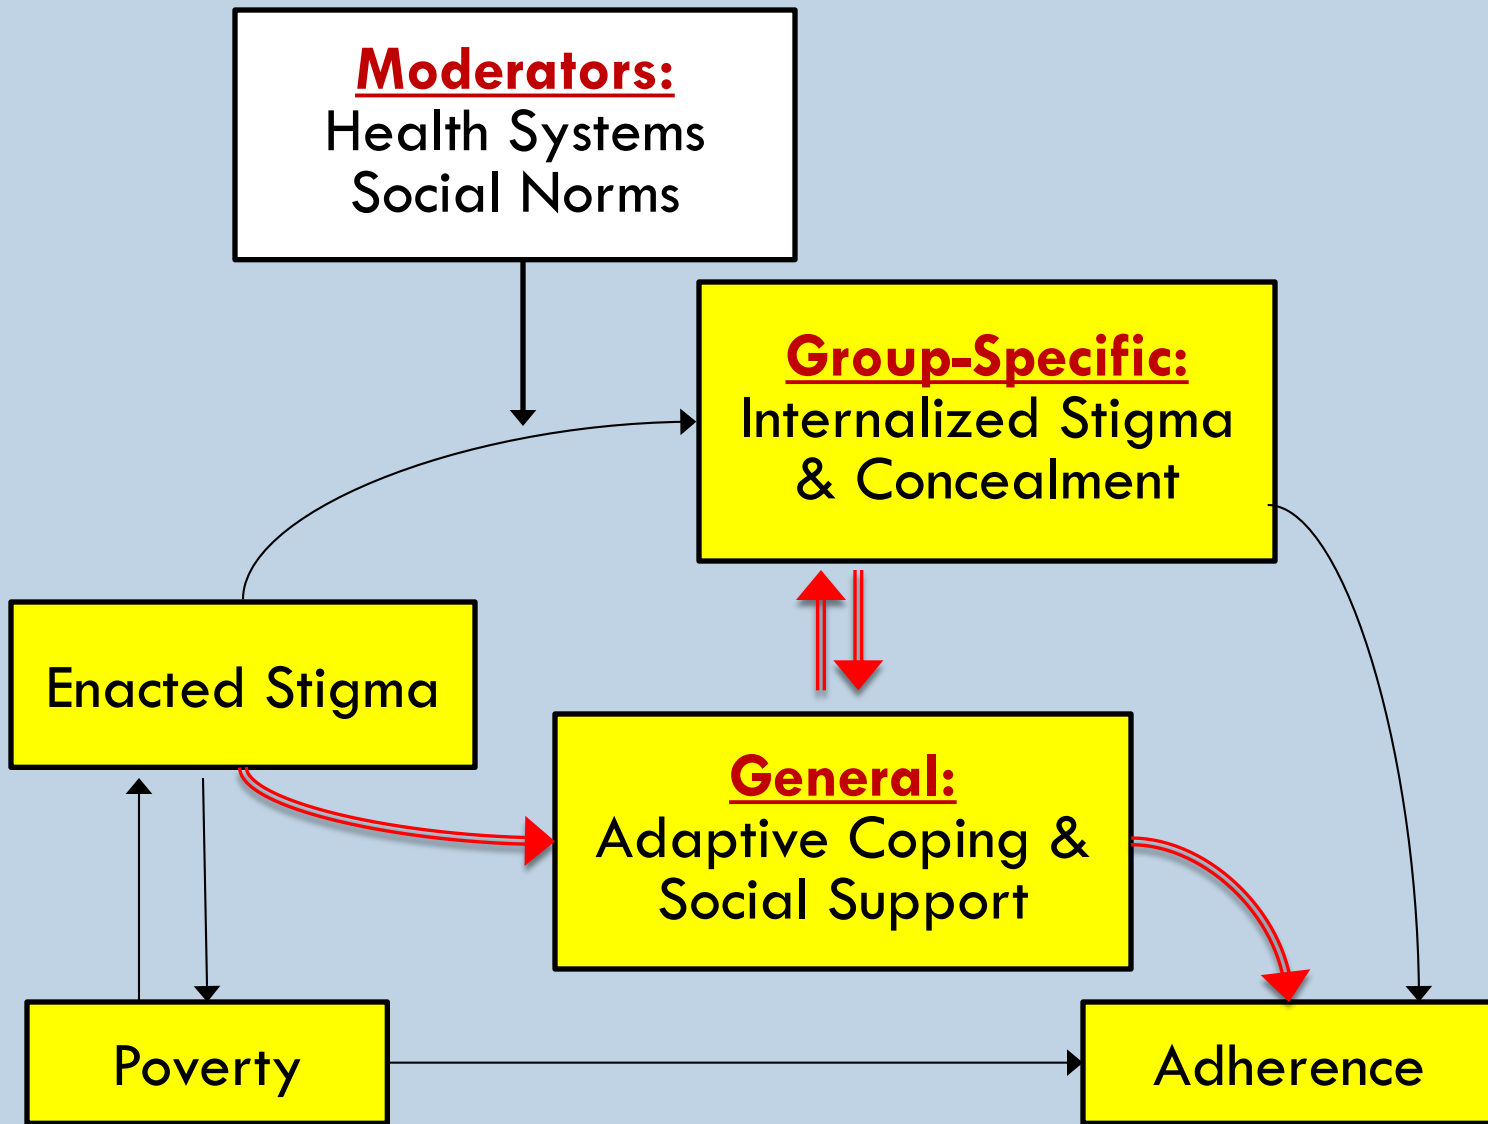 Moderators:
Health Systems
Social Norms
Group-Specific:
Internalized Stigma
& Concealment
Enacted Stigma
General:
Adaptive Coping &
Social Support
Poverty
Adherence